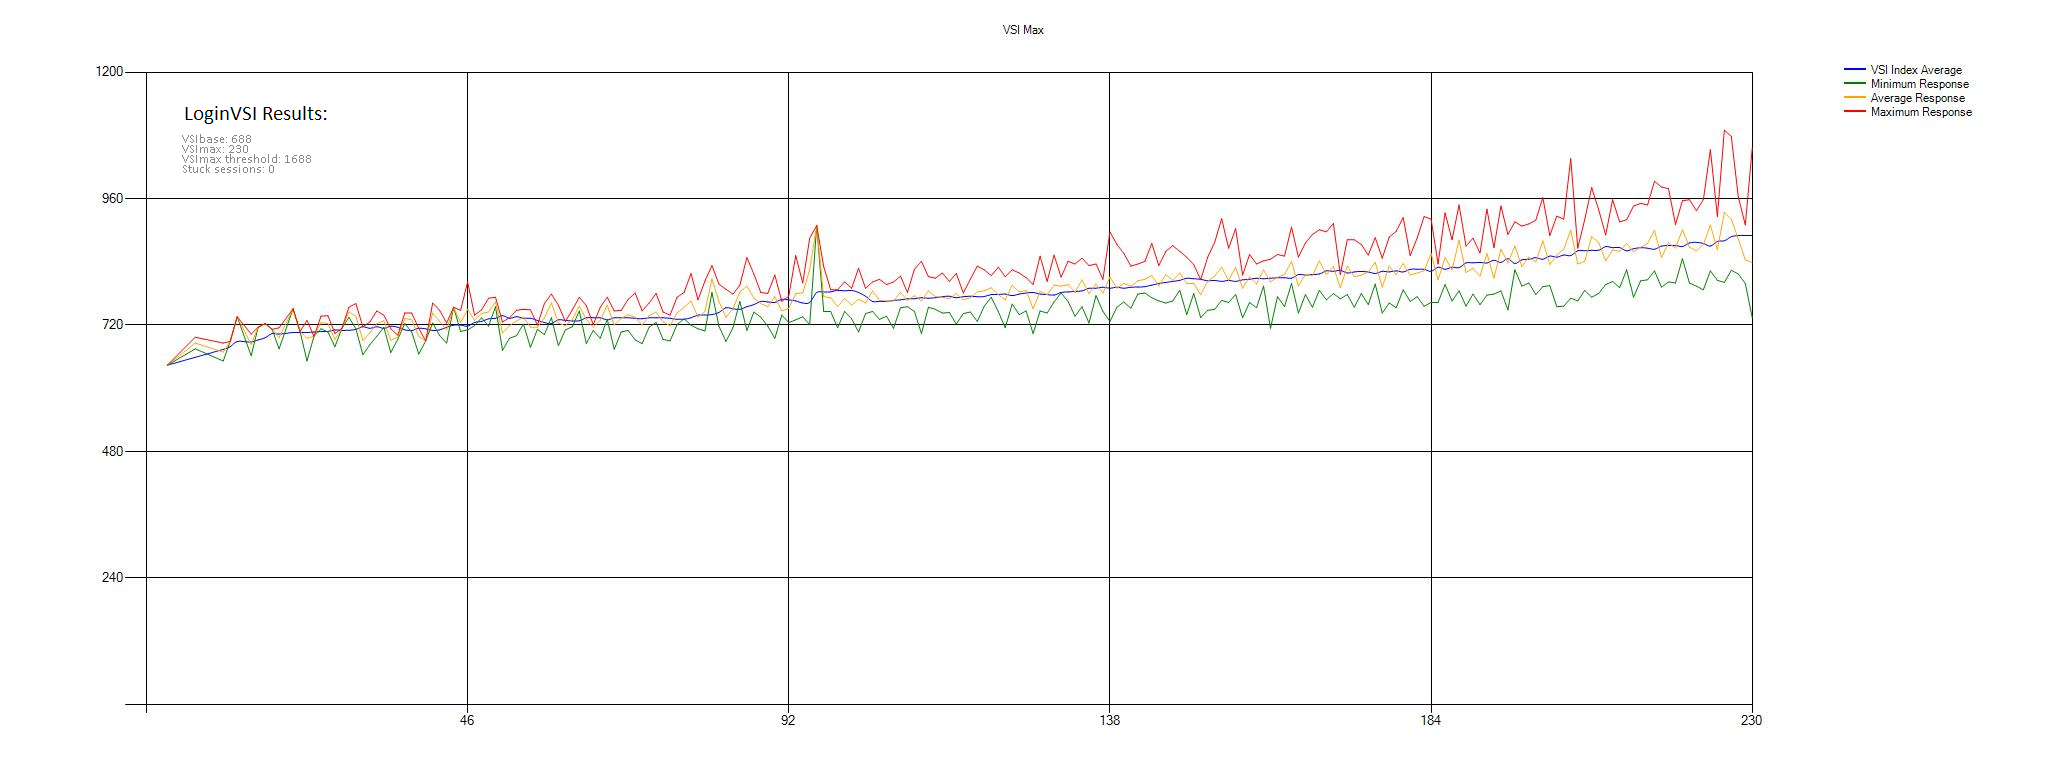 VSI Max
1200
960
720
480
240
LoginVSI Results:
VSIbase: 688
VSImax: 230
VSImax threshold: 1688
Stuck sessions: 0
VSI Index Average
Minimum Response
Average Response
Maximum Response
46
92
138
184
230